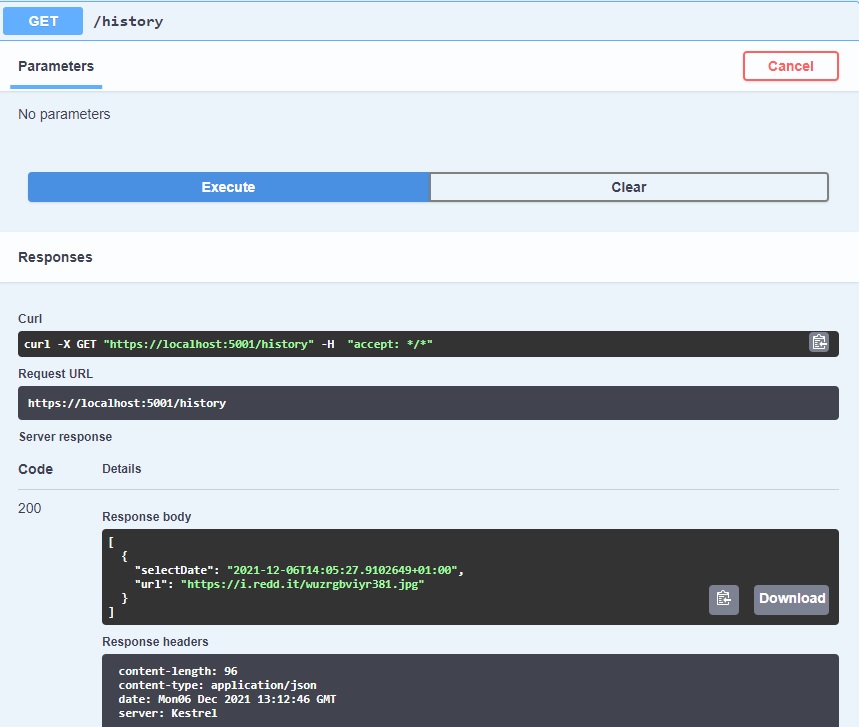 GET /history
Parameters Cancel
No parameters
Execute Clear
Responses
Curl
curl -X GET "https://localhost:5001/history" -H  "accept: */*"
Request URL
https://localhost:5001/history
Server response
Code Details
200
Response body
[
  {
    "selectDate": "2021-12-06T14:05:27.9102649+01:00",
    "url": "https://i.redd.it/wuzrgbviyr381.jpg"
  }
]
Download
Response headers
content-length: 96
content-type: application/json
date: Mon06 Dec 2021 13:12:46 GMT
server: Kestrel